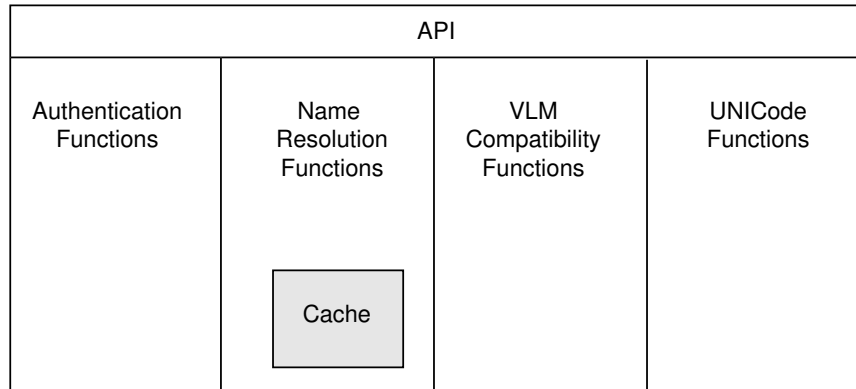 API
Authentication
Functions
Name
Resolution
Functions
VLM
Compatibility
Functions
UNICode
Functions
Cache